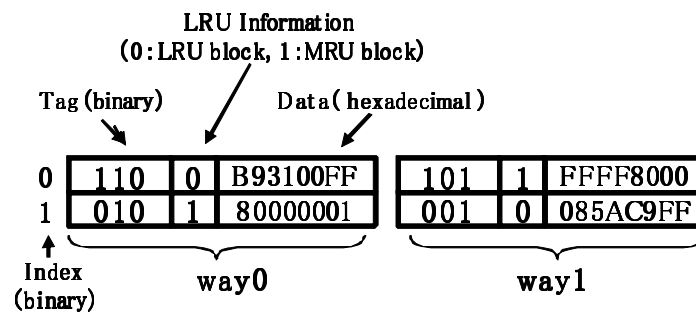 LRU Information
(0:LRU block, 1:MRU block)
Tag(binary) Data(hexadecimal)
0 110 0 B93100FF 101 1 FFFF8000
1 010 1 80000001 001 0 085AC9FF
Index
(binary)
way0 way1